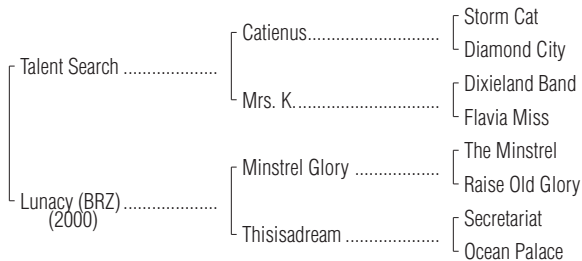 Storm Cat
Catienus.............................
Diamond City
Talent Search ....................
Dixieland Band
Mrs. K...............................
Flavia Miss
The Minstrel
Minstrel Glory ..................
Raise Old Glory
Lunacy (BRZ)....................
(2000)
Secretariat
Thisisadream ....................
Ocean Palace